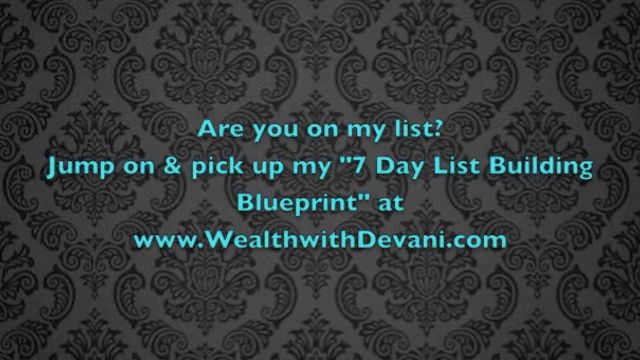 Are you on my list?
Jump on & pick up my "7 Day List Building
Blueprint" at
www.WealthwithDevani.com